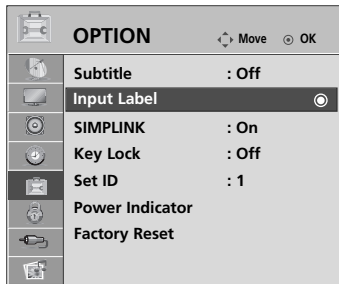 OPTION Move OK
Subtitle : Off
Input Label
SIMPLINK : On
Key Lock : Off
Set ID : 1
Power Indicator
Factory Reset